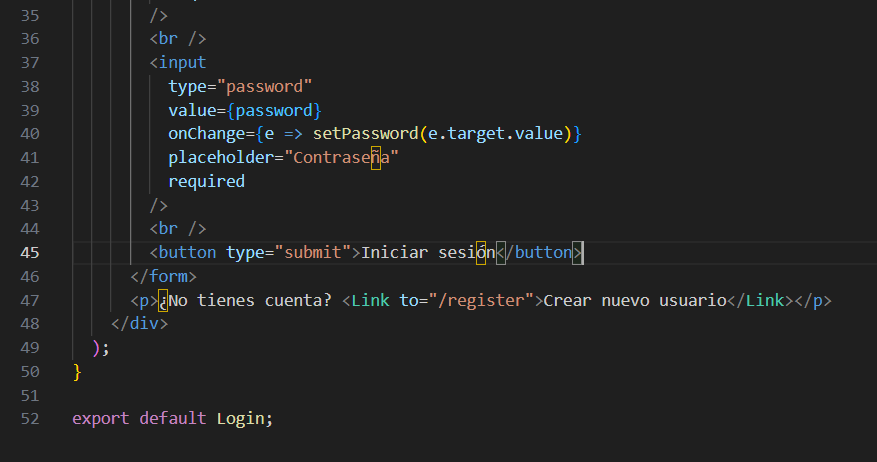 35 />
36 <br />
37 <input
38 type="password"
39 value={password}
40 onChange={e => setPassword(e.target.value)}
41 placeholder="Contraseña"
42 required
43 />
44 <br />
45 <button type="submit">Iniciar sesión</button>
46 </form>
47 <p>¿No tienes cuenta? <Link to="/register">Crear nuevo usuario</Link></p>
48 </div>
49 );
50 }
51
52 export default Login;